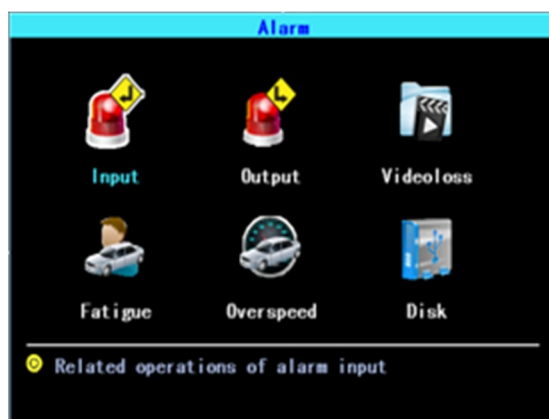 Alarm
Input Output Videoloss
Fatigue Overspeed Disk
Related operations of alarm input